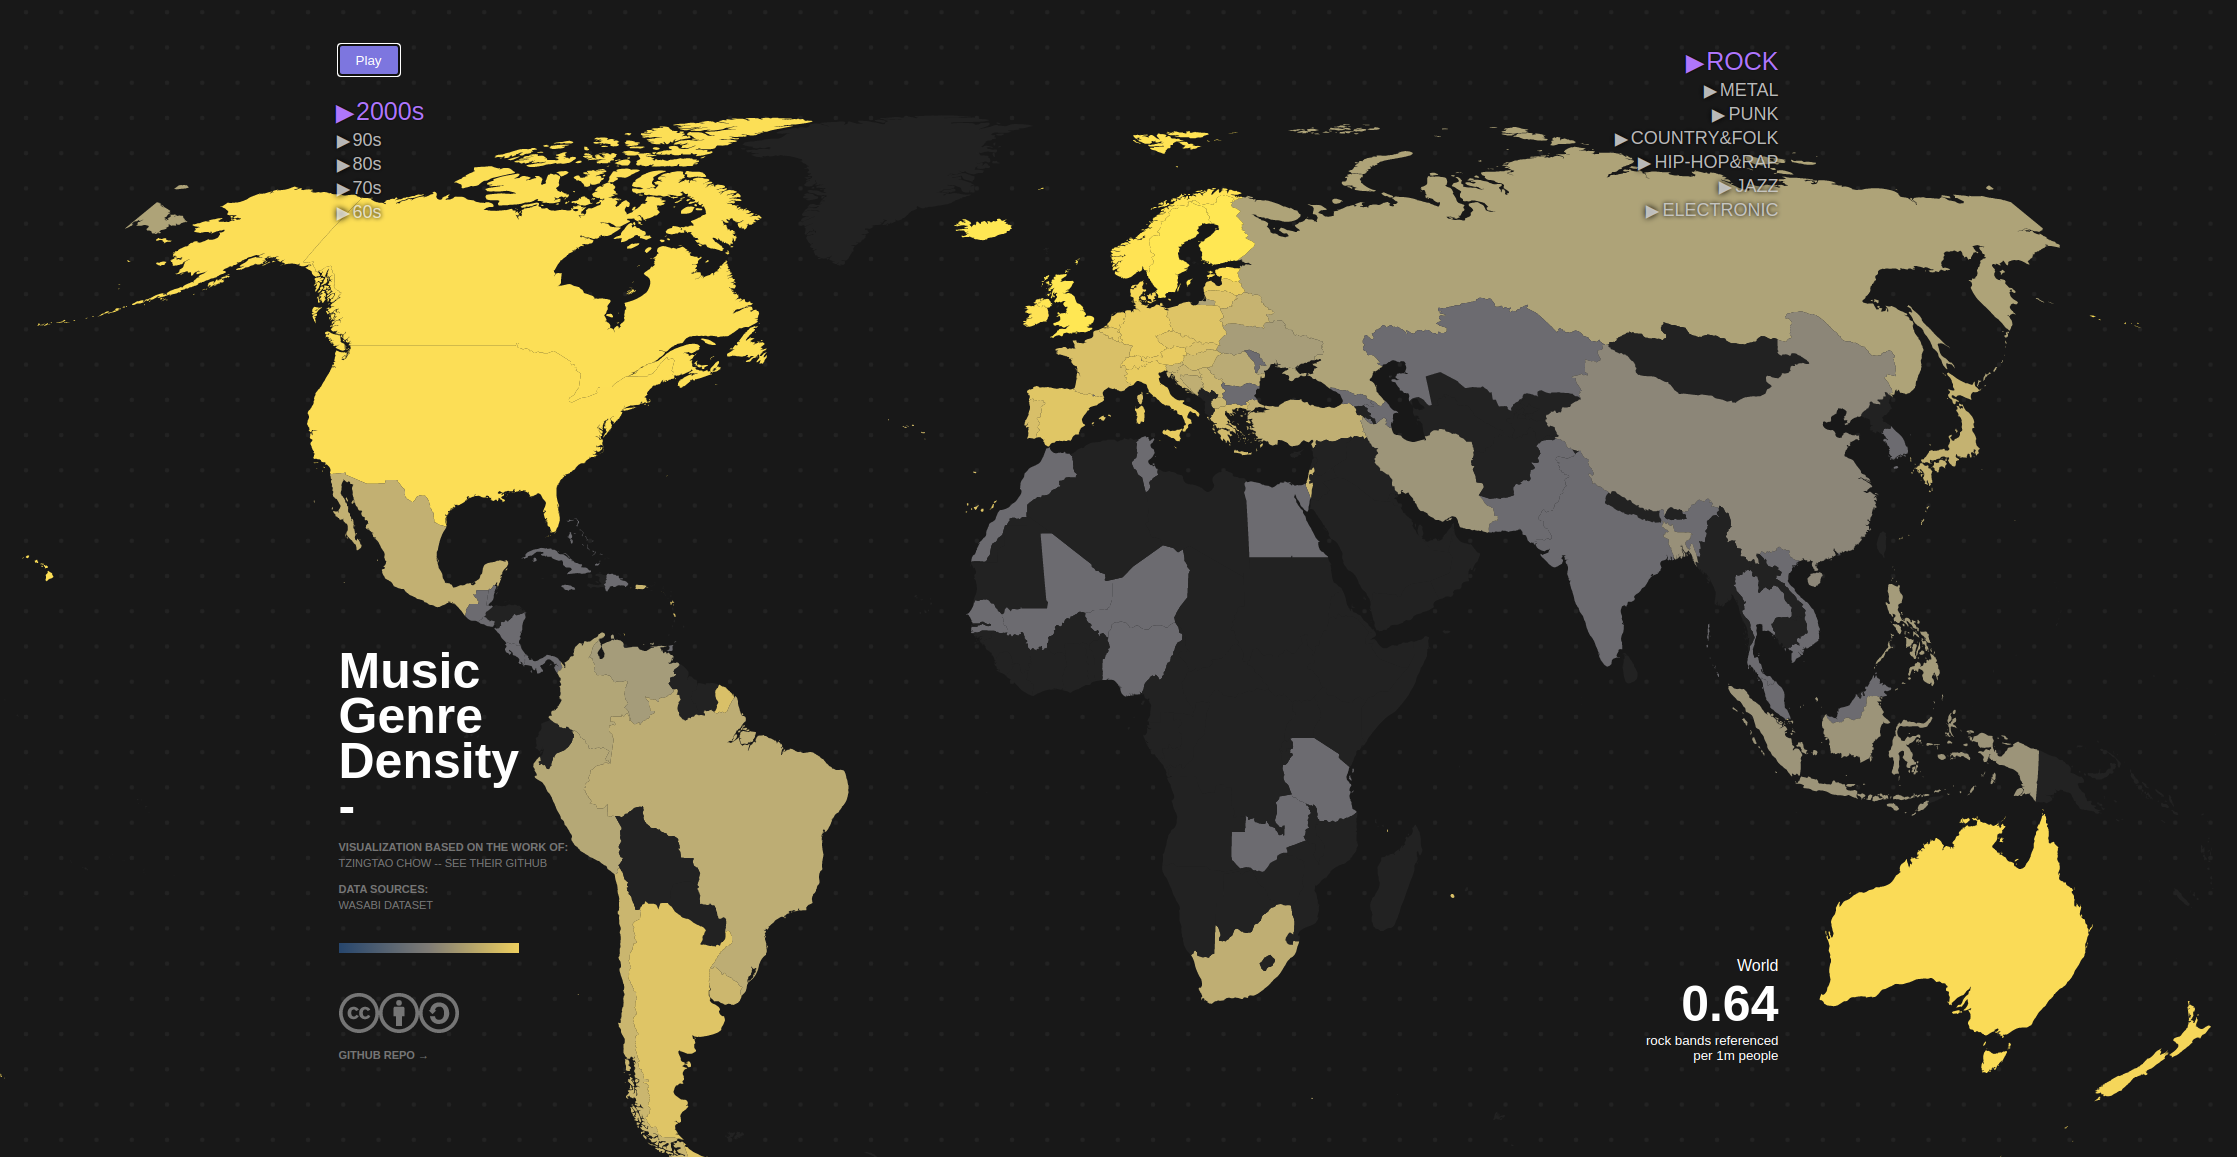 Play
▶2000s
▶90s
▶80s
▶70s
▶60s
▶ROCK
▶METAL
▶PUNK
▶COUNTRY&FOLK
▶HIP-HOP&RAP
▶JAZZ
▶ELECTRONIC
Music
Genre
Density
-
VISUALIZATION BASED ON THE WORK OF:
TZINGTAO CHOW -- SEE THEIR GITHUB
DATA SOURCES:
WASABI DATASET
cc
GITHUB REPO →
World
0.64
rock bands referenced
per 1m people